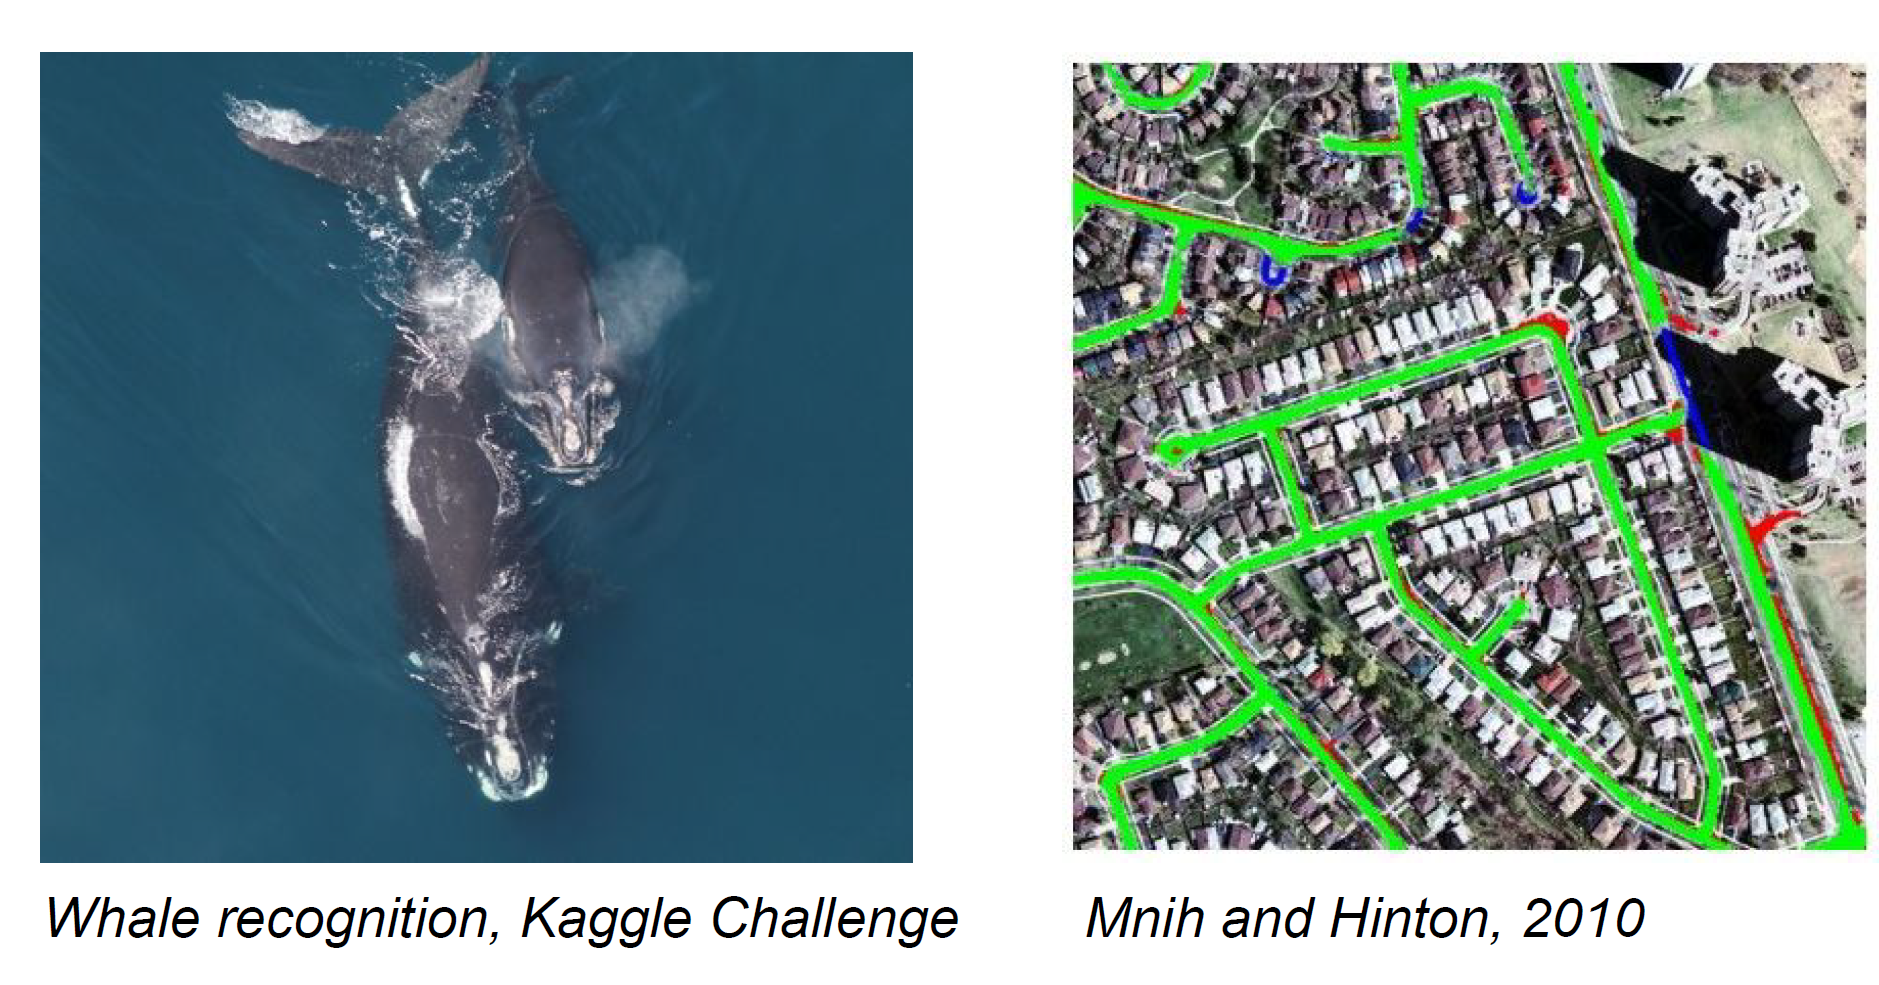 Whale recognition, Kaggle Challenge
Mnih and Hinton, 2010